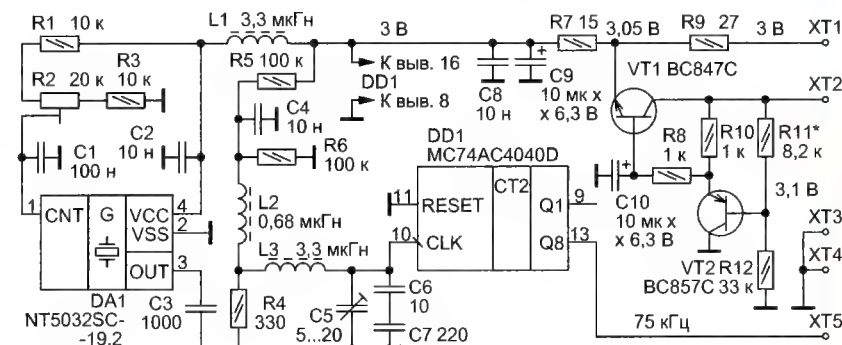 R1 10 к
L1 3,3 мкГн
3 В
R7 15
3,05 В
R9 27
3 В
XT1
R2 20 к
R3 10 к
R5 100 к
К выв. 16
DD1
К выв. 8
C8 10 н
C9 10 мк х х 6,3 В
VT1 BC847C
XT2
C1 100 н
C2 10 н
C4 10 н
R6 100 к
DD1
MC74AC4040D
R8 1 к
R10 1 к
R11* 8,2 к
1
CNT
G
VCC
4
VSS
2
OUT
3
L2 0,68 мкГн
11
RESET
CT2
Q1
9
10
CLK
Q8
13
C10 10 мк х х 6,3 В
3,1 В
XT3
XT4
L3 3,3 мкГн
DA1
NT5032SC-
-19,2
C3 1000
R4 330
C5 5...20
C6 10
C7 220
VT2 BC857C
R12 33 к
75 кГц
XT5